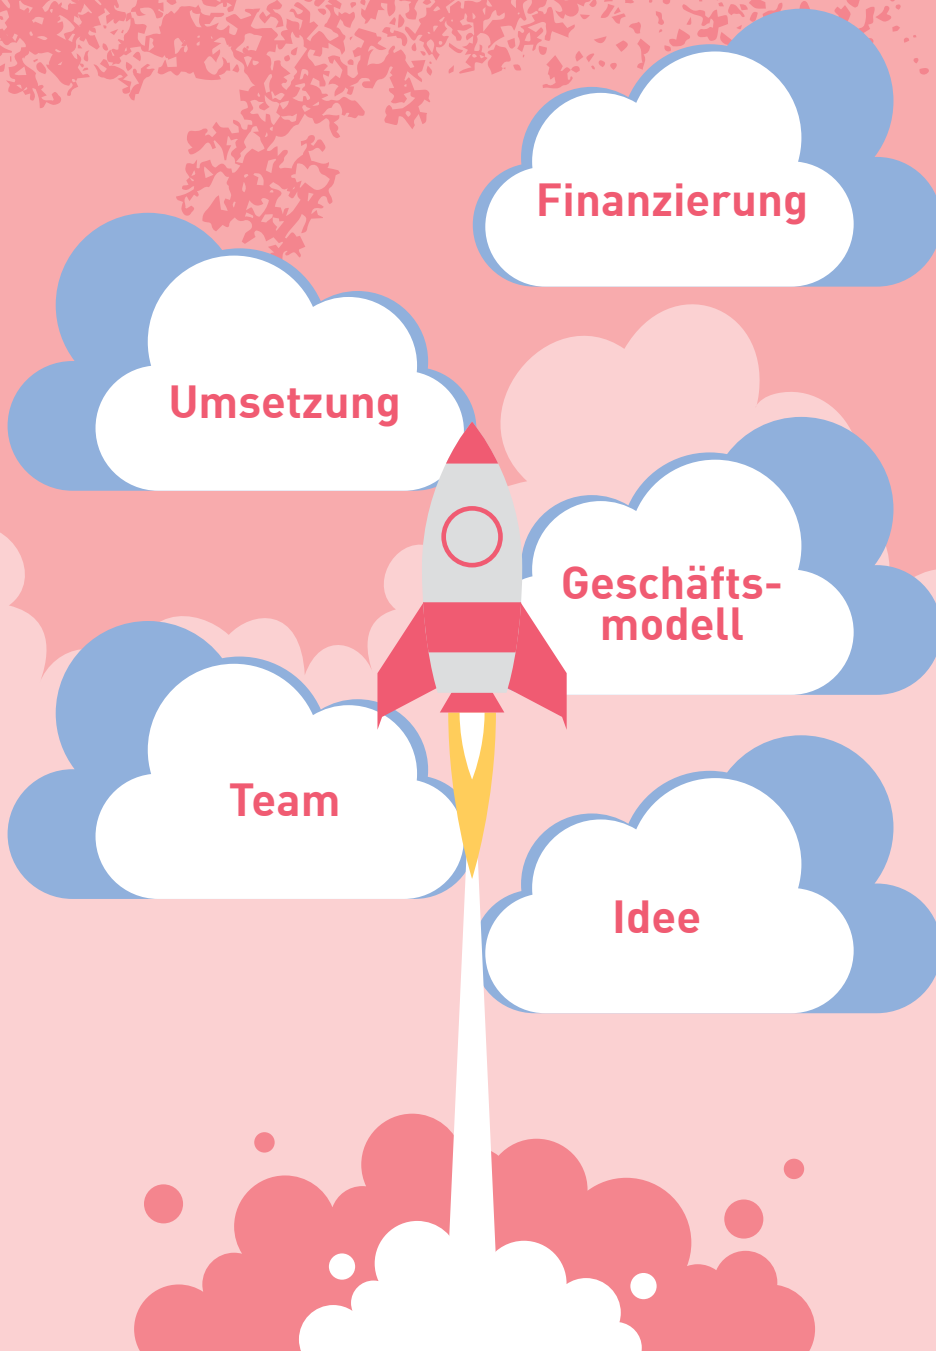 Finanzierung
Umsetzung
Geschäfts-
modell
Team
Idee